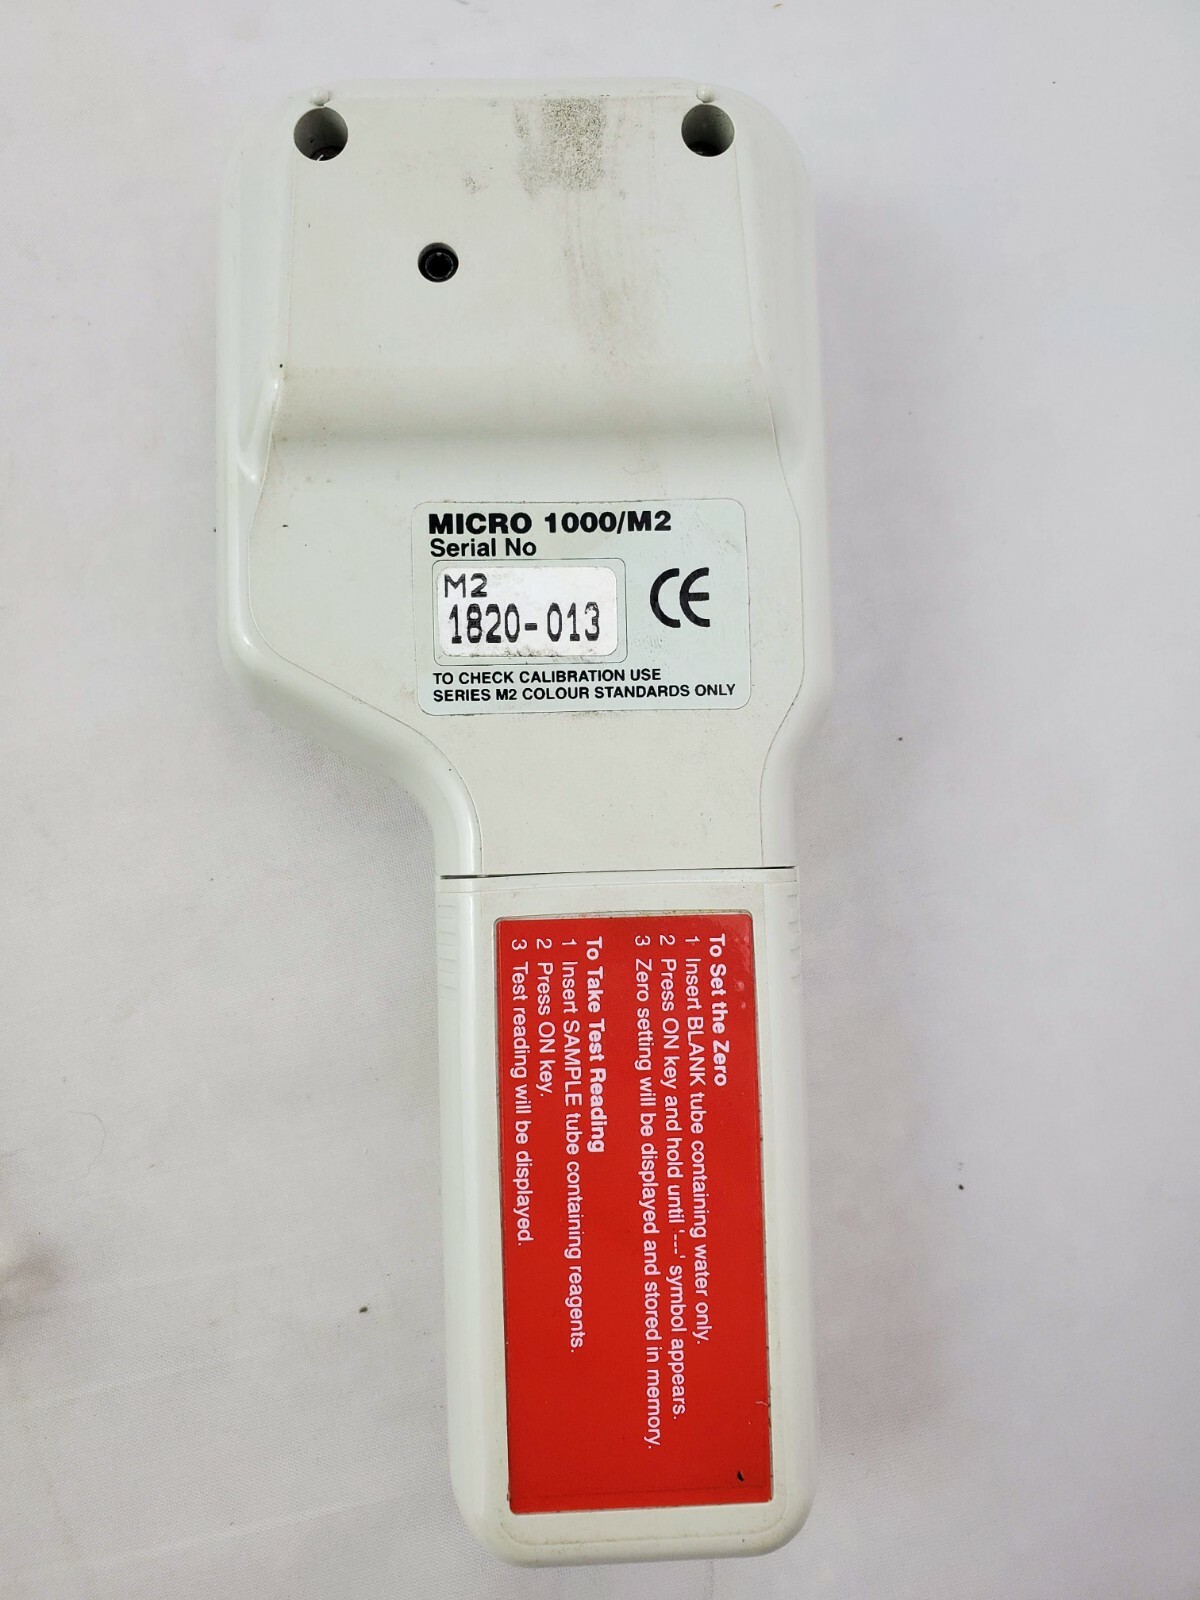 MICRO 1000/M2
Serial No
M2
1820-013
CE
TO CHECK CALIBRATION USE
SERIES M2 COLOUR STANDARDS ONLY
To Set the Zero
1 Insert BLANK tube containing water only.
2 Press ON key and hold until '---' symbol appears.
3 Zero setting will be displayed and stored in memory.
To Take Test Reading
1 Insert SAMPLE tube containing reagents.
2 Press ON key.
3 Test reading will be displayed.